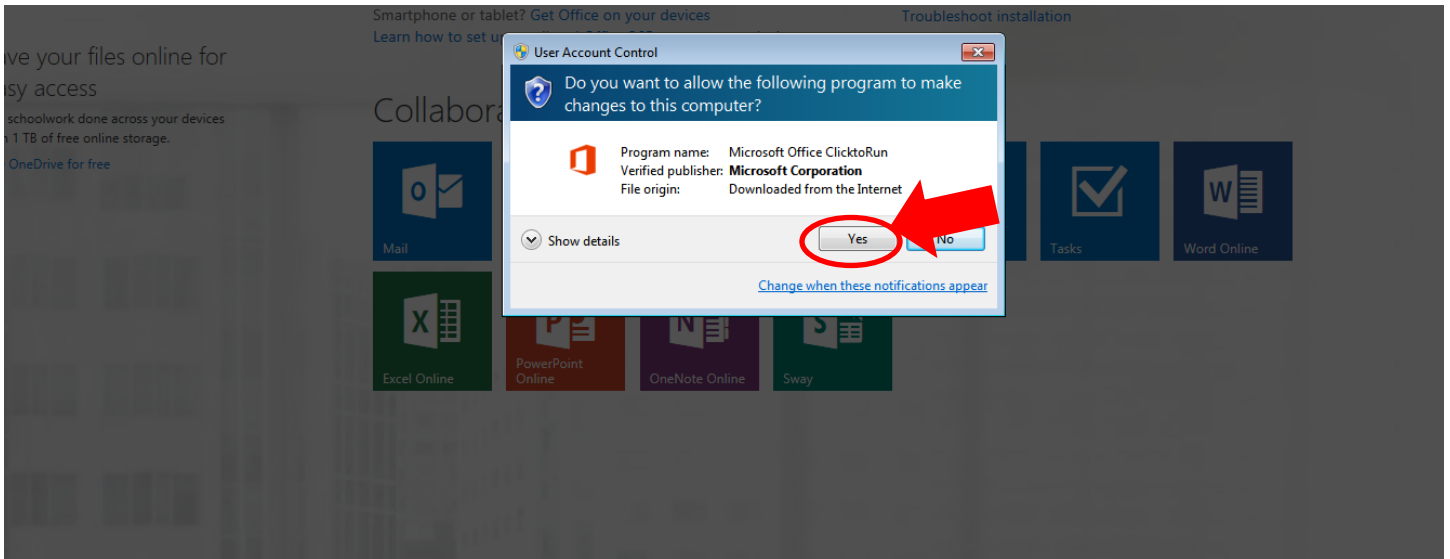 Smartphone or tablet? Get Office on your devices
Troubleshoot installation
Learn how to set up
ve your files online for
sy access
schoolwork done across your devices
1 TB of free online storage.
OneDrive for free
Collabora
User Account Control
Do you want to allow the following program to make
changes to this computer?
Program name: Microsoft Office ClicktoRun
Verified publisher: Microsoft Corporation
File origin: Downloaded from the Internet
Show details
Yes
No
Change when these notifications appear
Mail
Tasks
Word Online
Excel Online
PowerPoint
Online
OneNote Online
Sway